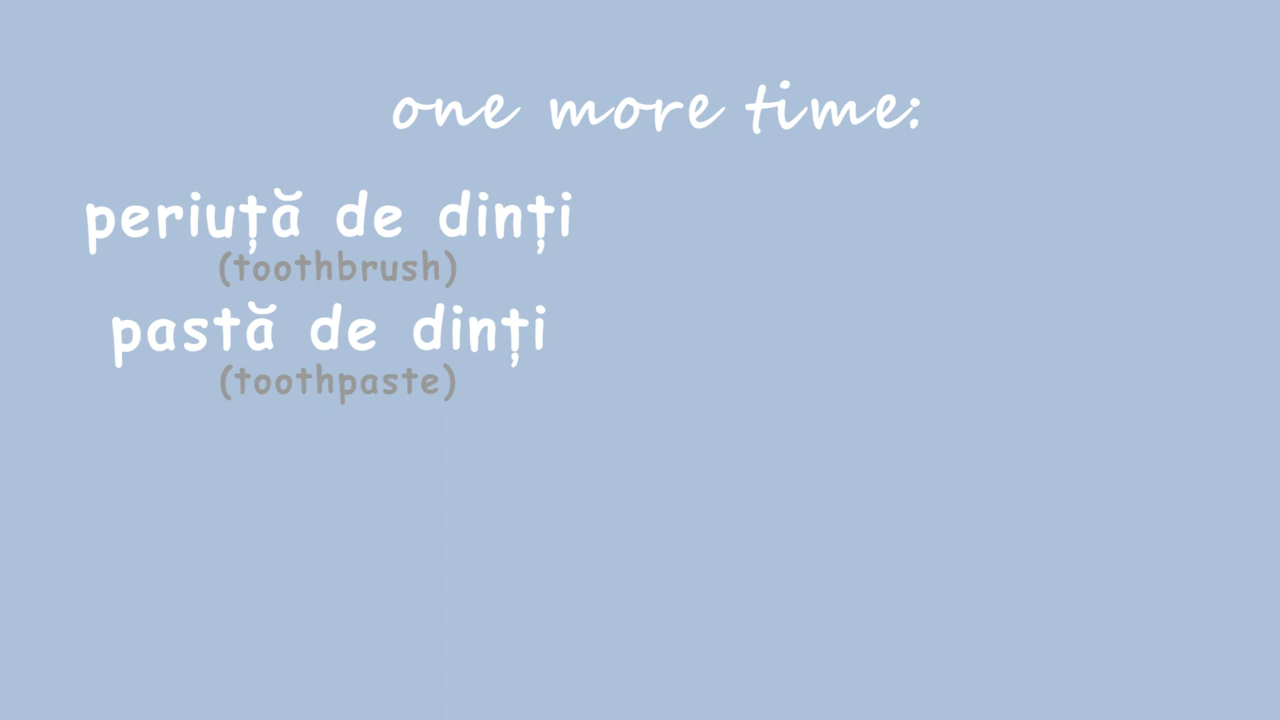 one more time:
periuță de dinți
(toothbrush)
pastă de dinți
(toothpaste)